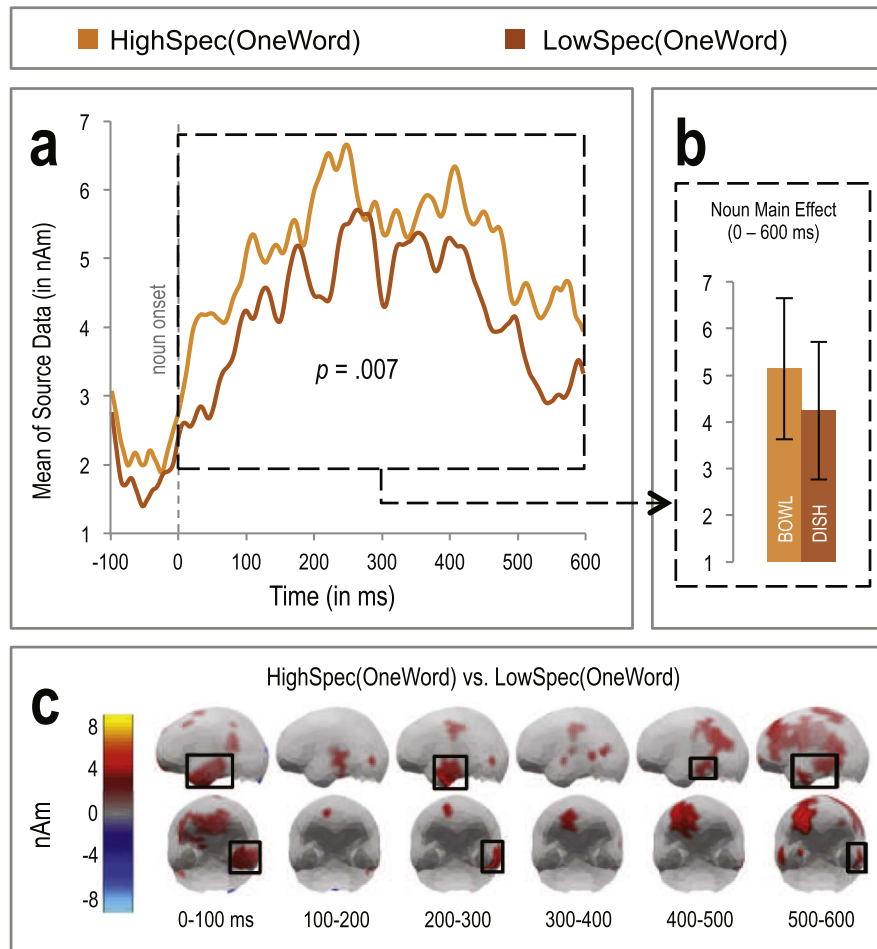 HighSpec(OneWord) LowSpec(OneWord)
a
7
6
5
4
3
2
1
Mean of Source Data (in nAm)
noun onset
p = .007
-100 0 100 200 300 400 500 600
Time (in ms)
b
Noun Main Effect
(0 – 600 ms)
7
6
5
4
3
2
1
BOWL
DISH
c
HighSpec(OneWord) vs. LowSpec(OneWord)
nAm
8
4
0
-4
-8
0-100 ms 100-200 200-300 300-400 400-500 500-600